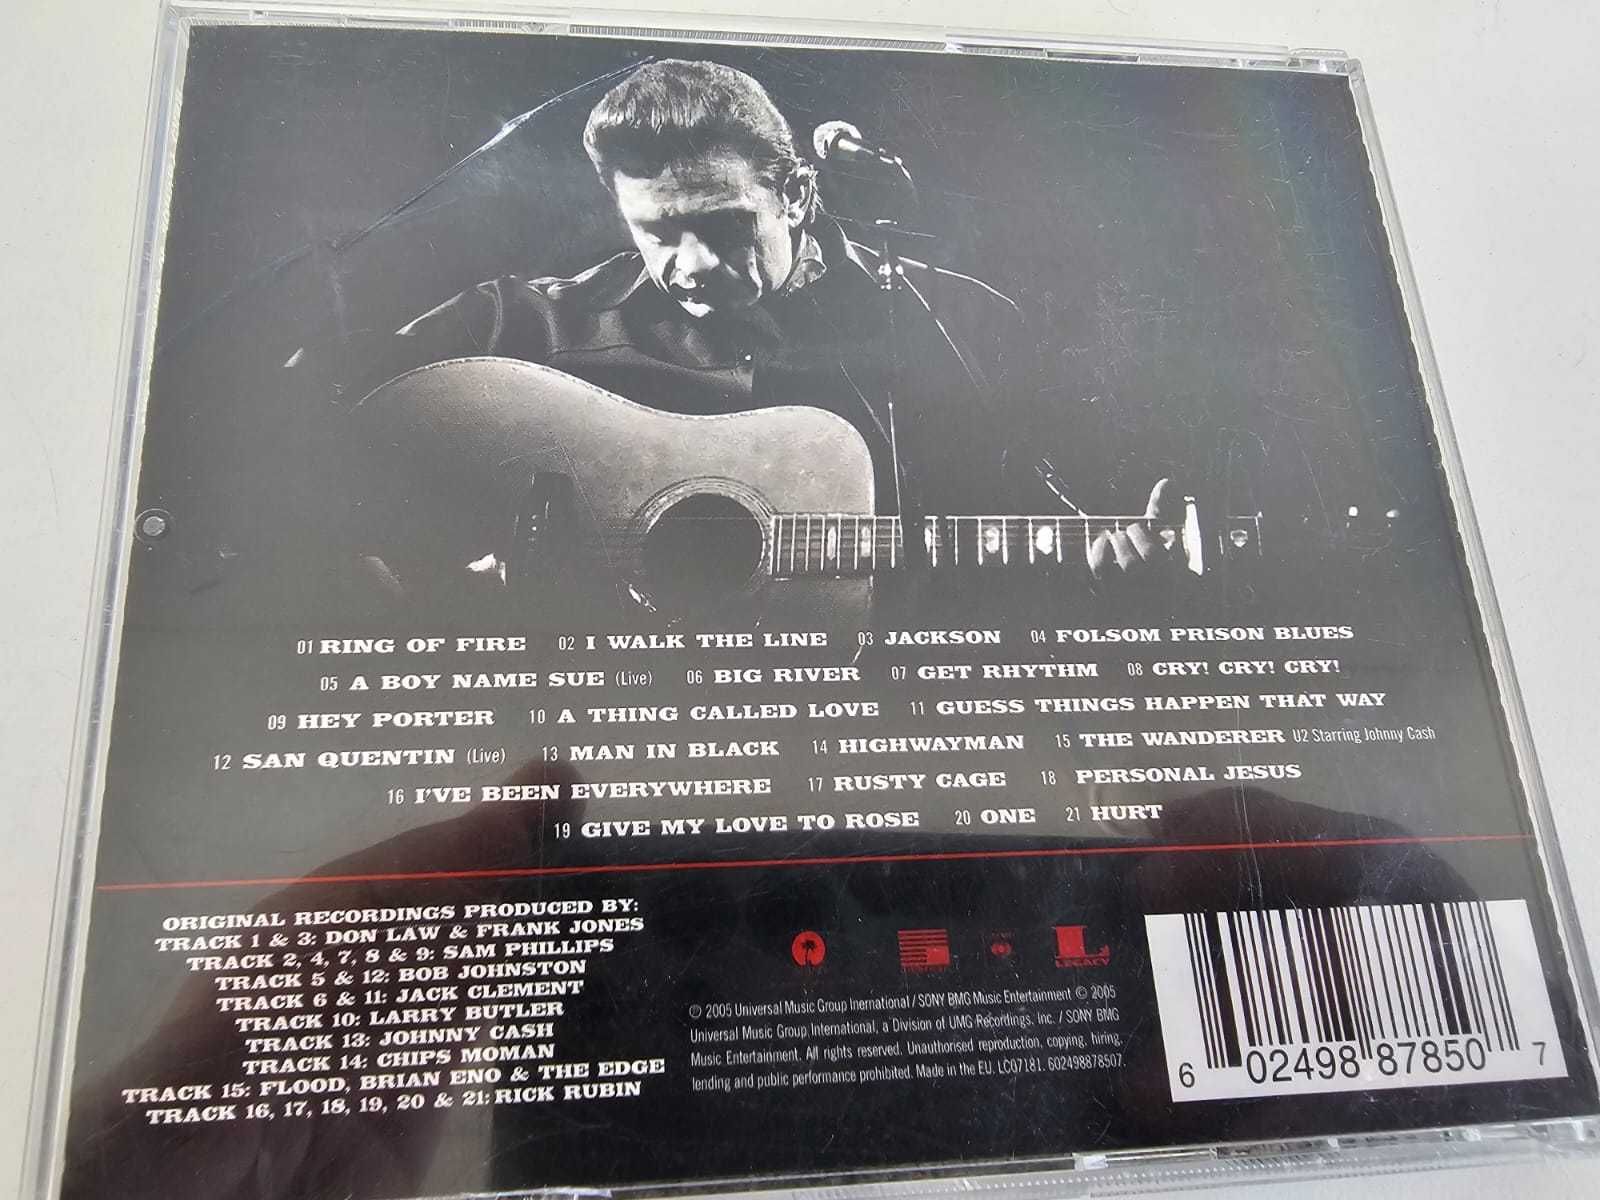 01 RING OF FIRE 02 I WALK THE LINE 03 JACKSON 04 FOLSOM PRISON BLUES
05 A BOY NAME SUE (Live) 06 BIG RIVER 07 GET RHYTHM 08 CRY! CRY! CRY!
09 HEY PORTER 10 A THING CALLED LOVE 11 GUESS THINGS HAPPEN THAT WAY
12 SAN QUENTIN (Live) 13 MAN IN BLACK 14 HIGHWAYMAN 15 THE WANDERER U2 Starring Johnny Cash
16 I'VE BEEN EVERYWHERE 17 RUSTY CAGE 18 PERSONAL JESUS
19 GIVE MY LOVE TO ROSE 20 ONE 21 HURT
ORIGINAL RECORDINGS PRODUCED BY:
TRACK 1 & 3: DON LAW & FRANK JONES
TRACK 2, 4, 7, 8 & 9: SAM PHILLIPS
TRACK 5 & 12: BOB JOHNSTON
TRACK 6 & 11: JACK CLEMENT
TRACK 10: LARRY BUTLER
TRACK 13: JOHNNY CASH
TRACK 14: CHIPS MOMAN
TRACK 15: FLOOD, BRIAN ENO & THE EDGE
TRACK 16, 17, 18, 19, 20 & 21: RICK RUBIN
L
LEGACY
℗ 2005 Universal Music Group Inernational / SONY BMG Music Entertainment © 2005
Universal Music Group International, a Division of UMG Recordings, Inc. / SONY BMG
Music Entertainment. All rights reserved. Unauthorised reproduction, copying, hiring,
lending and public performance prohibited. Made in the EU. LC07181. 602498878507.
6 02498 87850 7